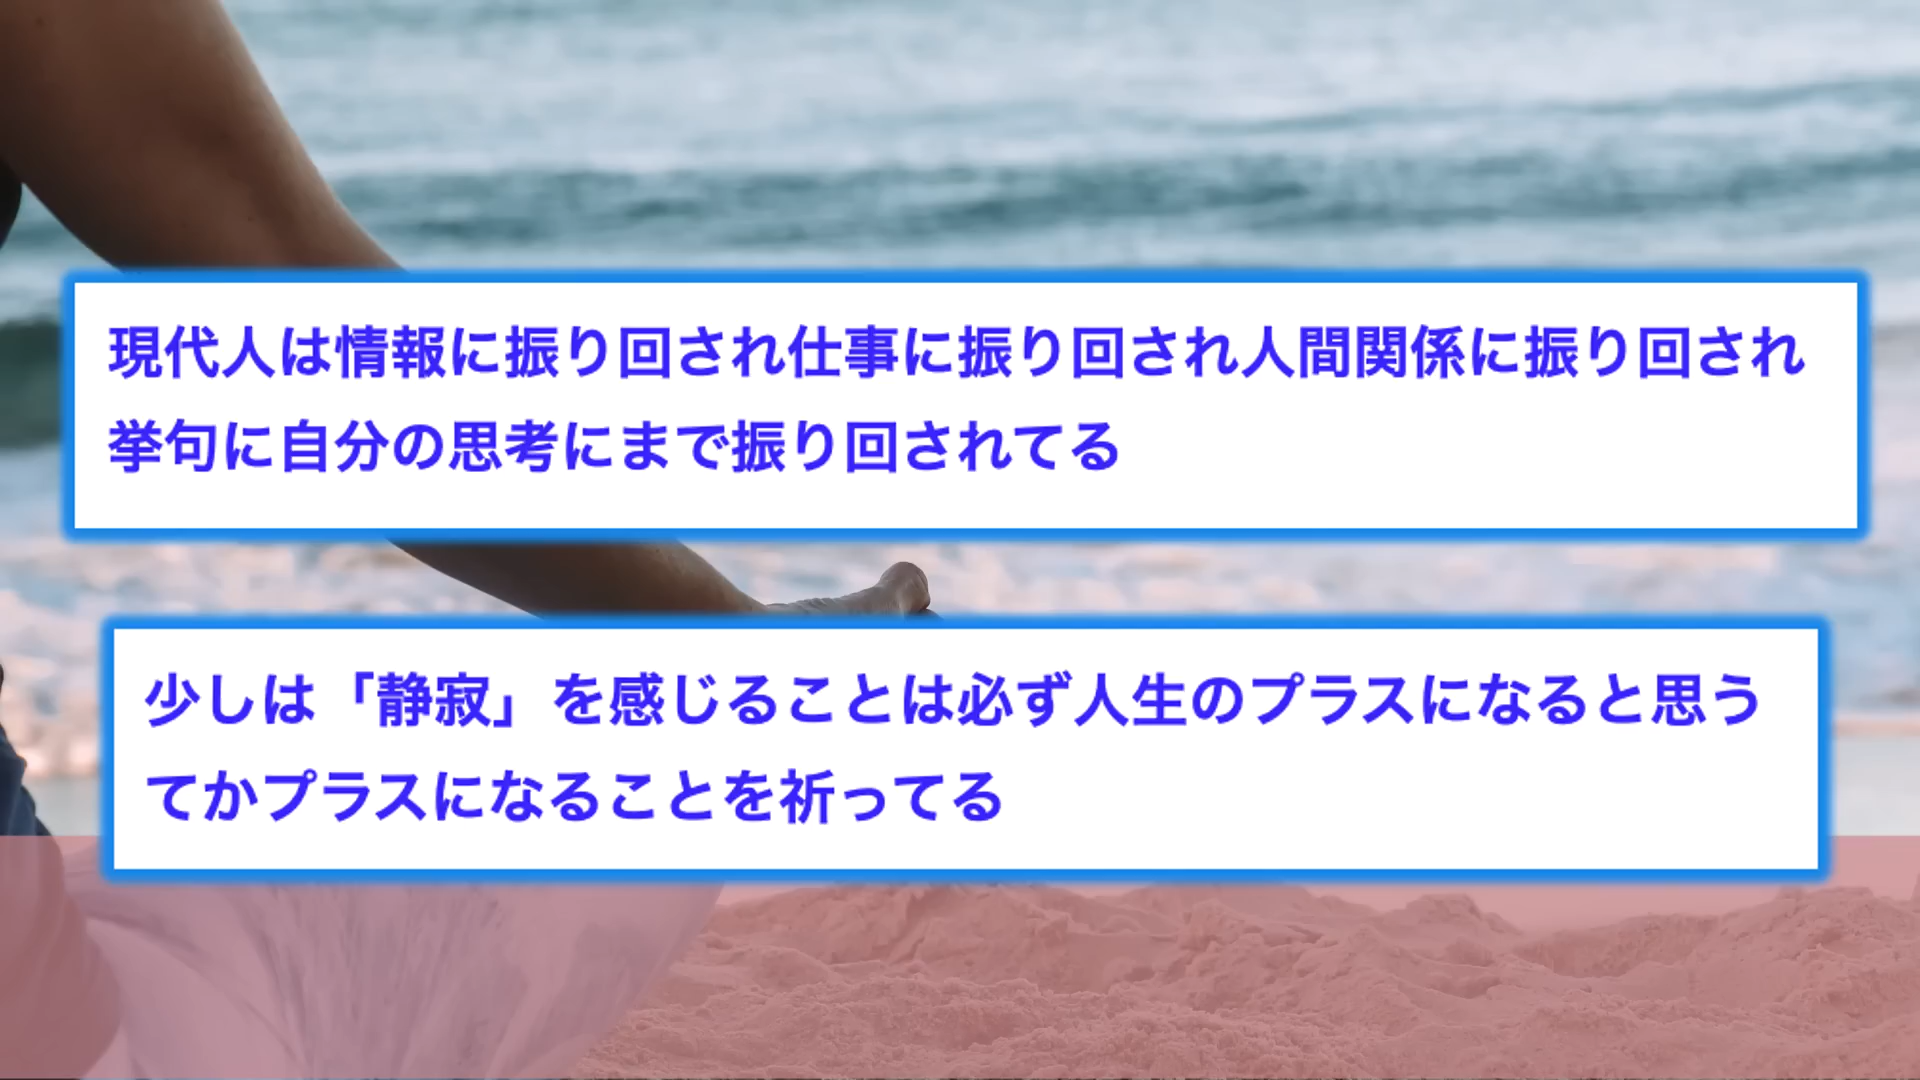 現代人は情報に振り回され仕事に振り回され人間関係に振り回され
挙句に自分の思考にまで振り回されてる
少しは「静寂」を感じることは必ず人生のプラスになると思う
てかプラスになることを祈ってる